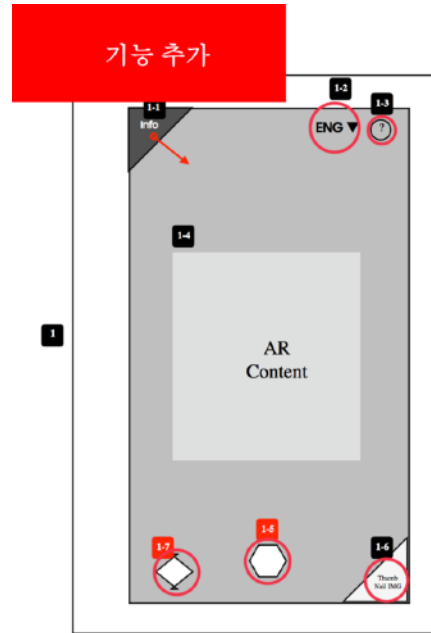 기능 추가
1-1
1-2
1-3
Info
ENG ▼
?
1-4
1
AR
Content
1-5
1-7
1-6
Thumb
Nail IMG